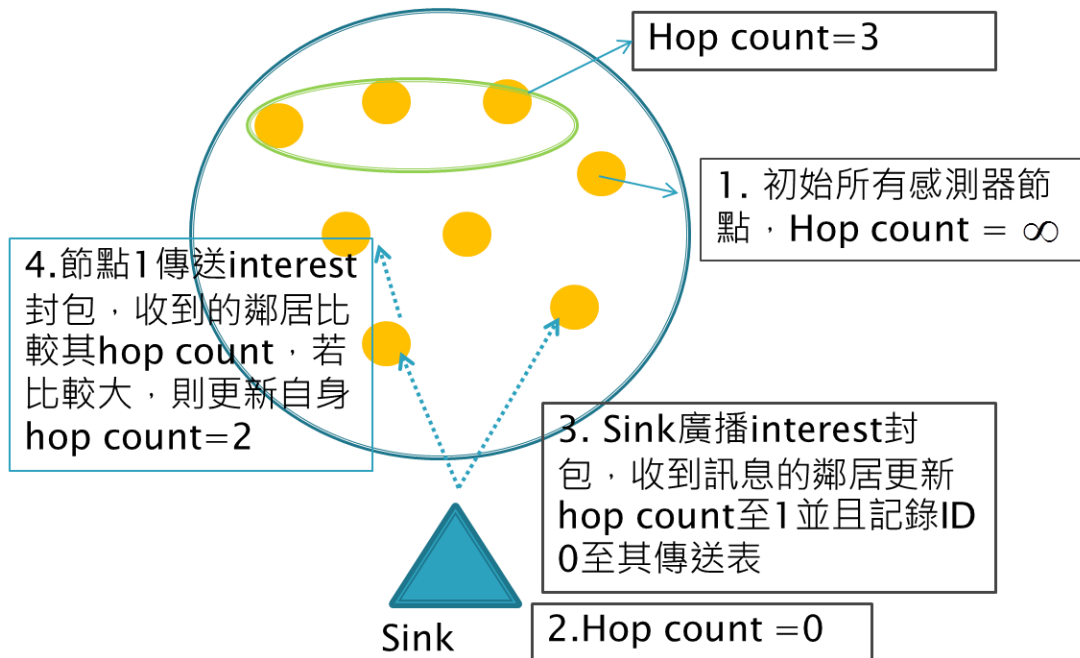 Hop count=3
1. 初始所有感測器節
點，Hop count = ∞
4.節點1傳送interest
封包，收到的鄰居比
較其hop count，若
比較大，則更新自身
hop count=2
3. Sink廣播interest封
包，收到訊息的鄰居更新
hop count至1並且記錄ID
0至其傳送表
Sink
2.Hop count =0